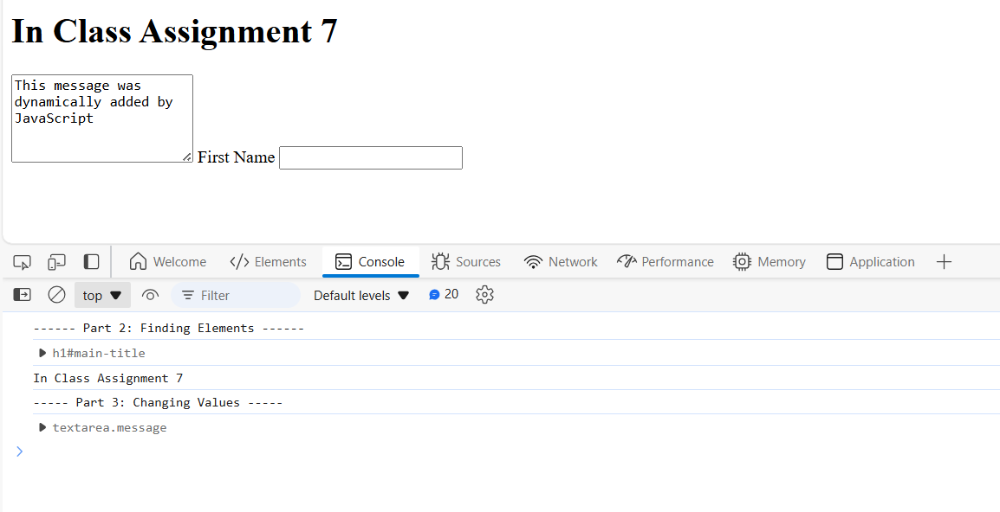 In Class Assignment 7
This message was
dynamically added by
JavaScript
First Name
Welcome </> Elements Console Sources Network Performance Memory Application
top Filter Default levels 20
------ Part 2: Finding Elements ------
h1#main-title
In Class Assignment 7
----- Part 3: Changing Values -----
textarea.message